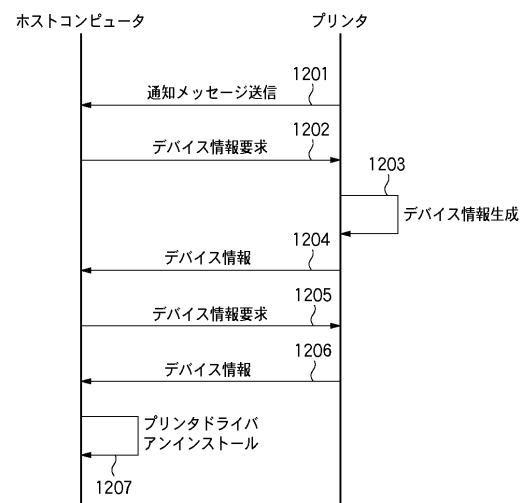 ホストコンピュータ
プリンタ
1201
通知メッセージ送信
1202
デバイス情報要求
1203
デバイス情報生成
1204
デバイス情報
1205
デバイス情報要求
1206
デバイス情報
プリンタドライバ
アンインストール
1207